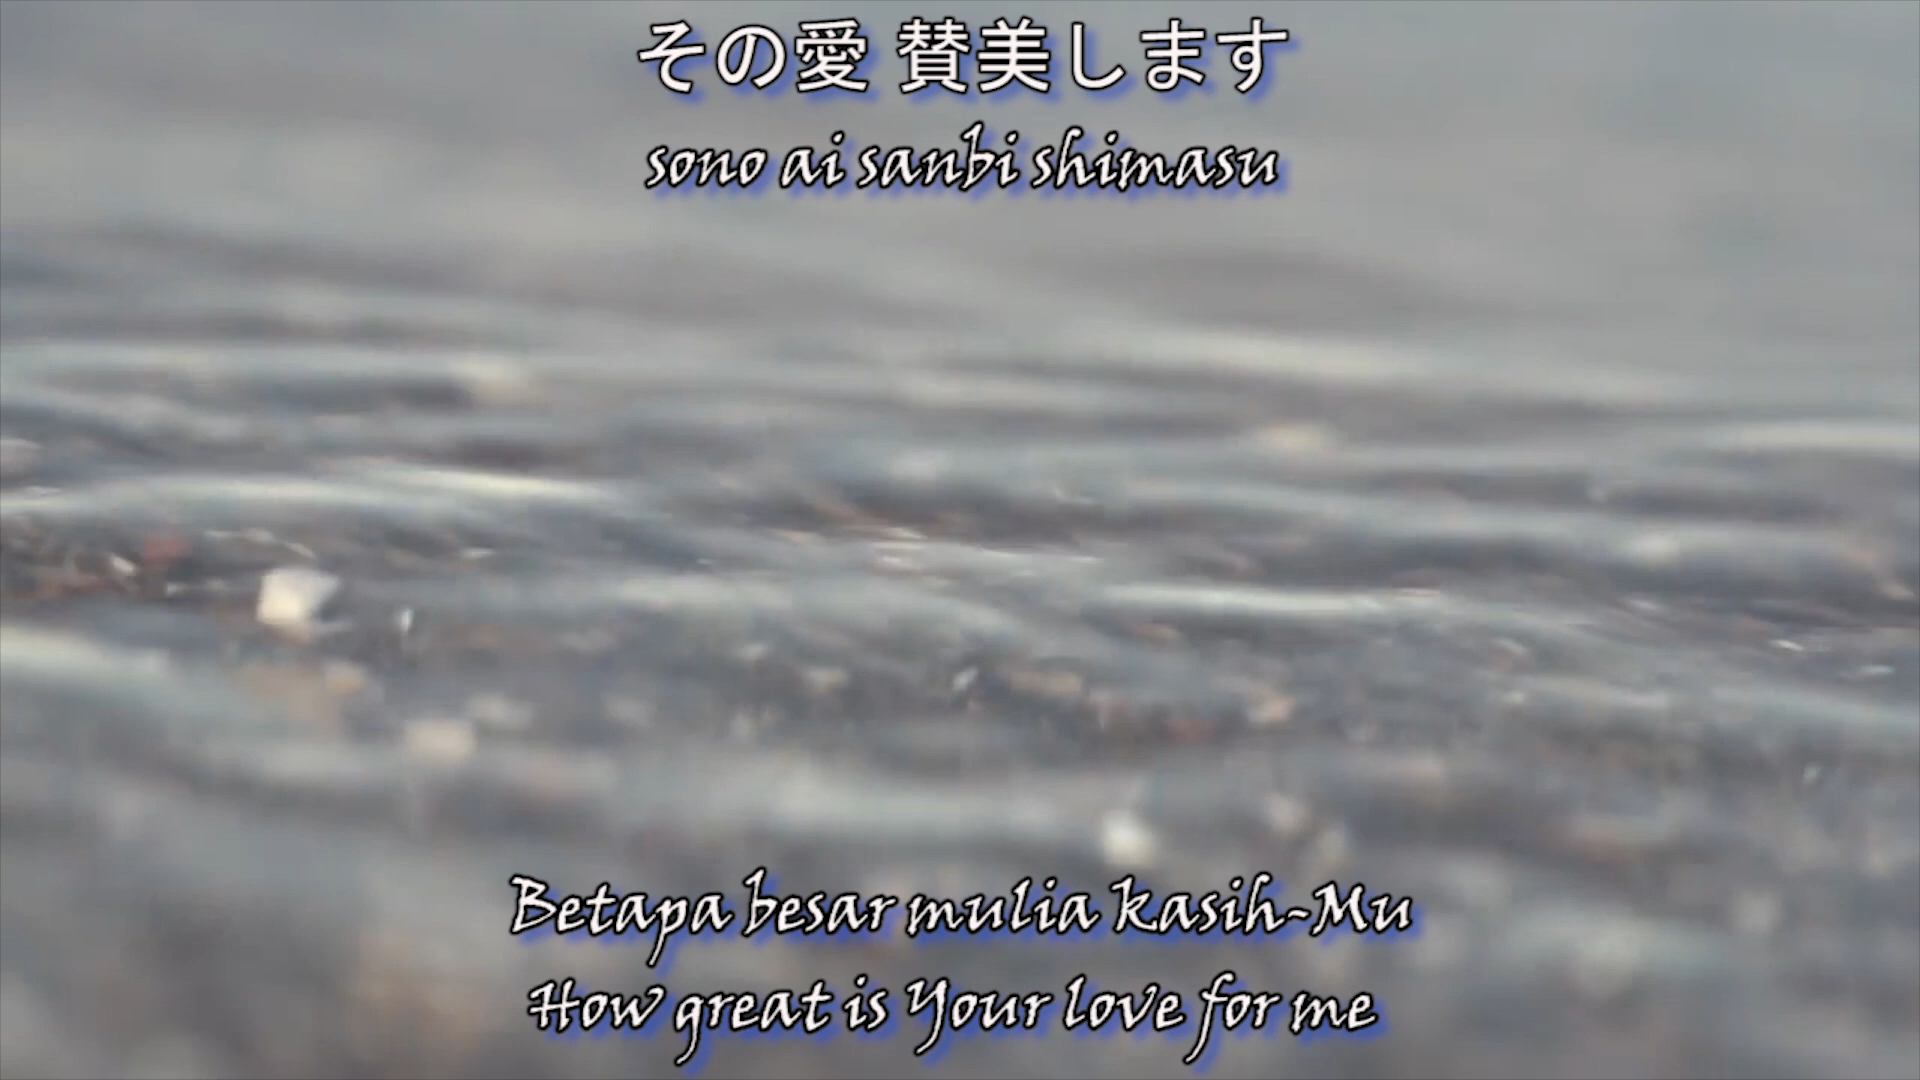 その愛 賛美します
sono ai sanbi shimasu
Betapa besar mulia kasih-Mu
How great is Your love for me